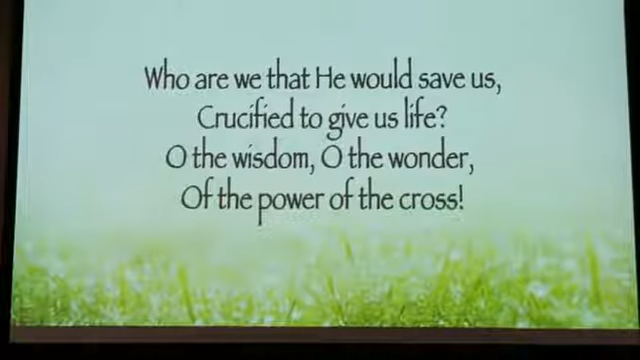 Who are we that He would save us,
Crucified to give us life?
O the wisdom, O the wonder,
Of the power of the cross!